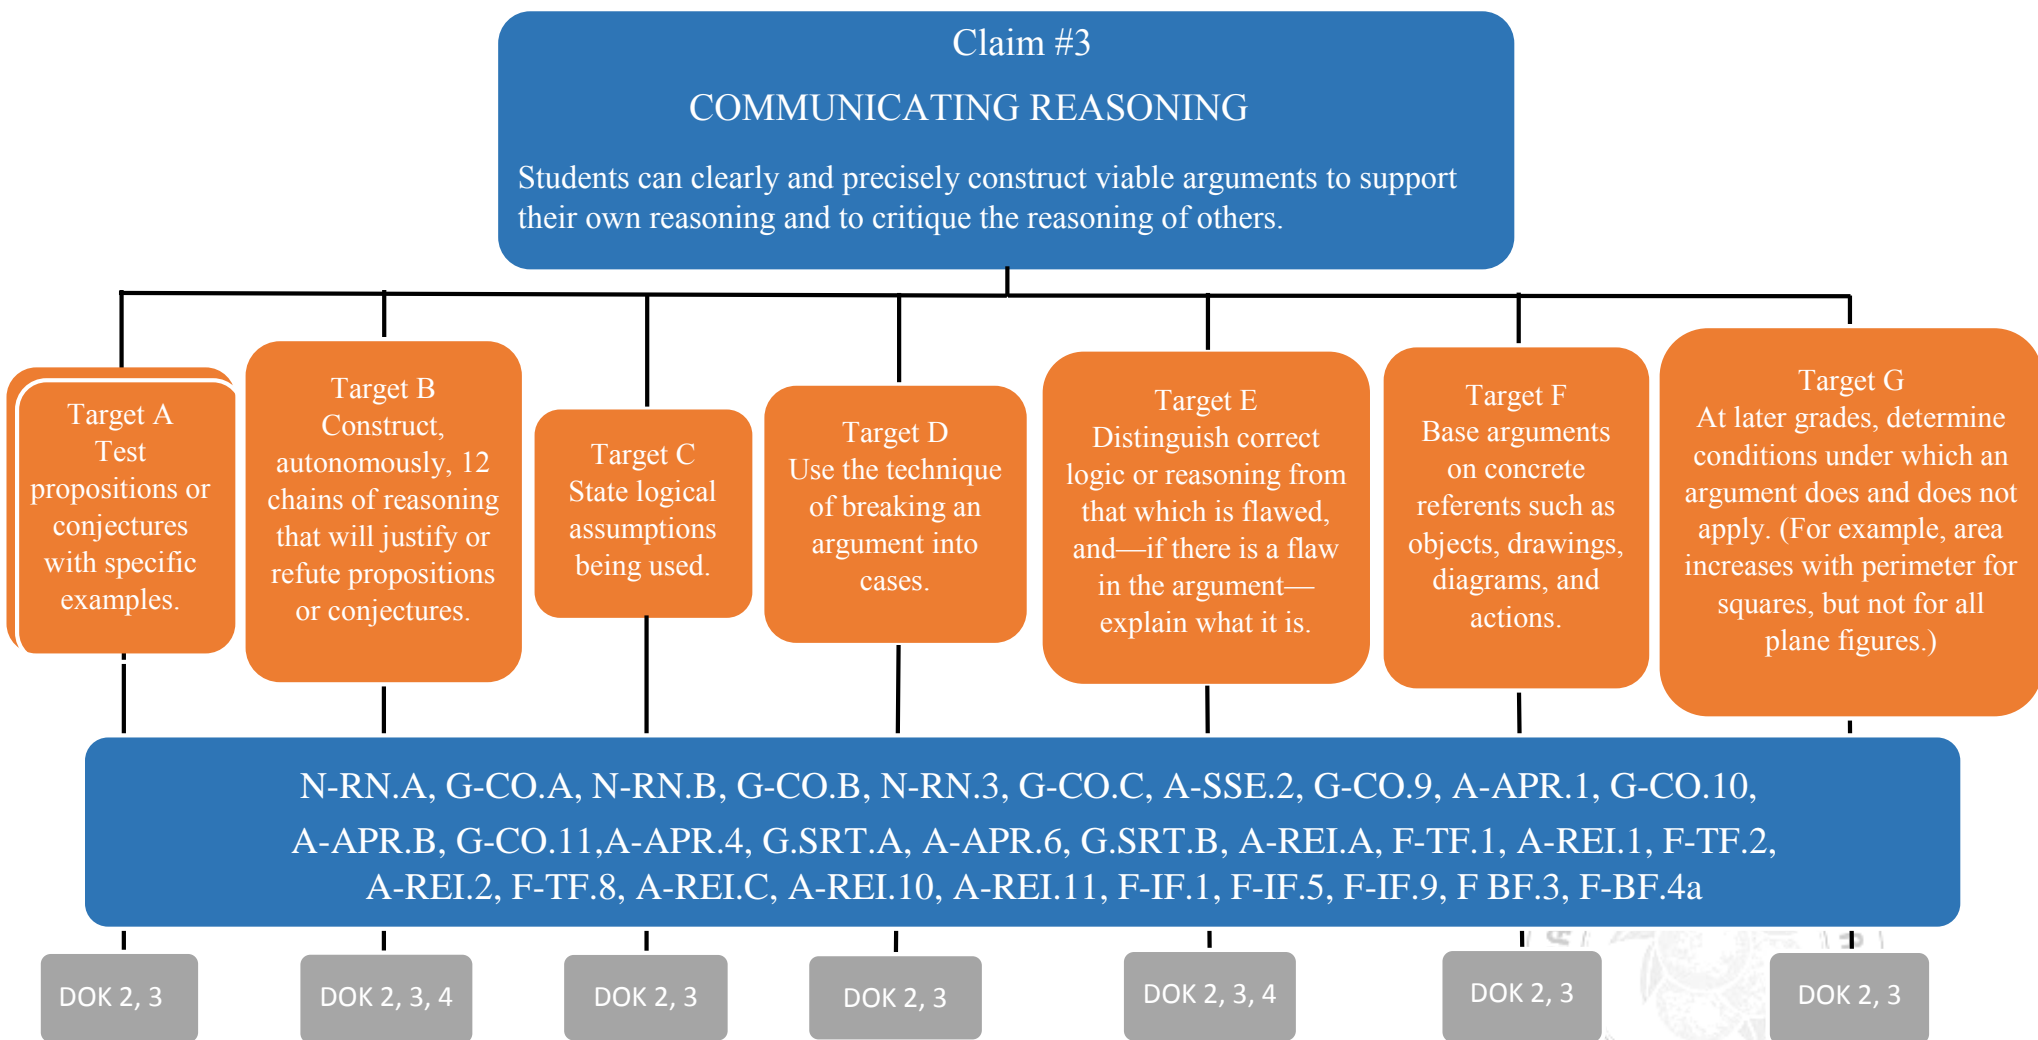 Claim #3
COMMUNICATING REASONING
Students can clearly and precisely construct viable arguments to support
their own reasoning and to critique the reasoning of others.
Target A
Test
propositions or
conjectures
with specific
examples.
Target B
Construct,
autonomously, 12
chains of reasoning
that will justify or
refute propositions
or conjectures.
Target C
State logical
assumptions
being used.
Target D
Use the technique
of breaking an
argument into
cases.
Target E
Distinguish correct
logic or reasoning from
that which is flawed,
and—if there is a flaw
in the argument—
explain what it is.
Target F
Base arguments
on concrete
referents such as
objects, drawings,
diagrams, and
actions.
Target G
At later grades, determine
conditions under which an
argument does and does not
apply. (For example, area
increases with perimeter for
squares, but not for all
plane figures.)
N-RN.A, G-CO.A, N-RN.B, G-CO.B, N-RN.3, G-CO.C, A-SSE.2, G-CO.9, A-APR.1, G-CO.10,
A-APR.B, G-CO.11,A-APR.4, G.SRT.A, A-APR.6, G.SRT.B, A-REI.A, F-TF.1, A-REI.1, F-TF.2,
A-REI.2, F-TF.8, A-REI.C, A-REI.10, A-REI.11, F-IF.1, F-IF.5, F-IF.9, F BF.3, F-BF.4a
DOK 2, 3
DOK 2, 3, 4
DOK 2, 3
DOK 2, 3
DOK 2, 3, 4
DOK 2, 3
DOK 2, 3